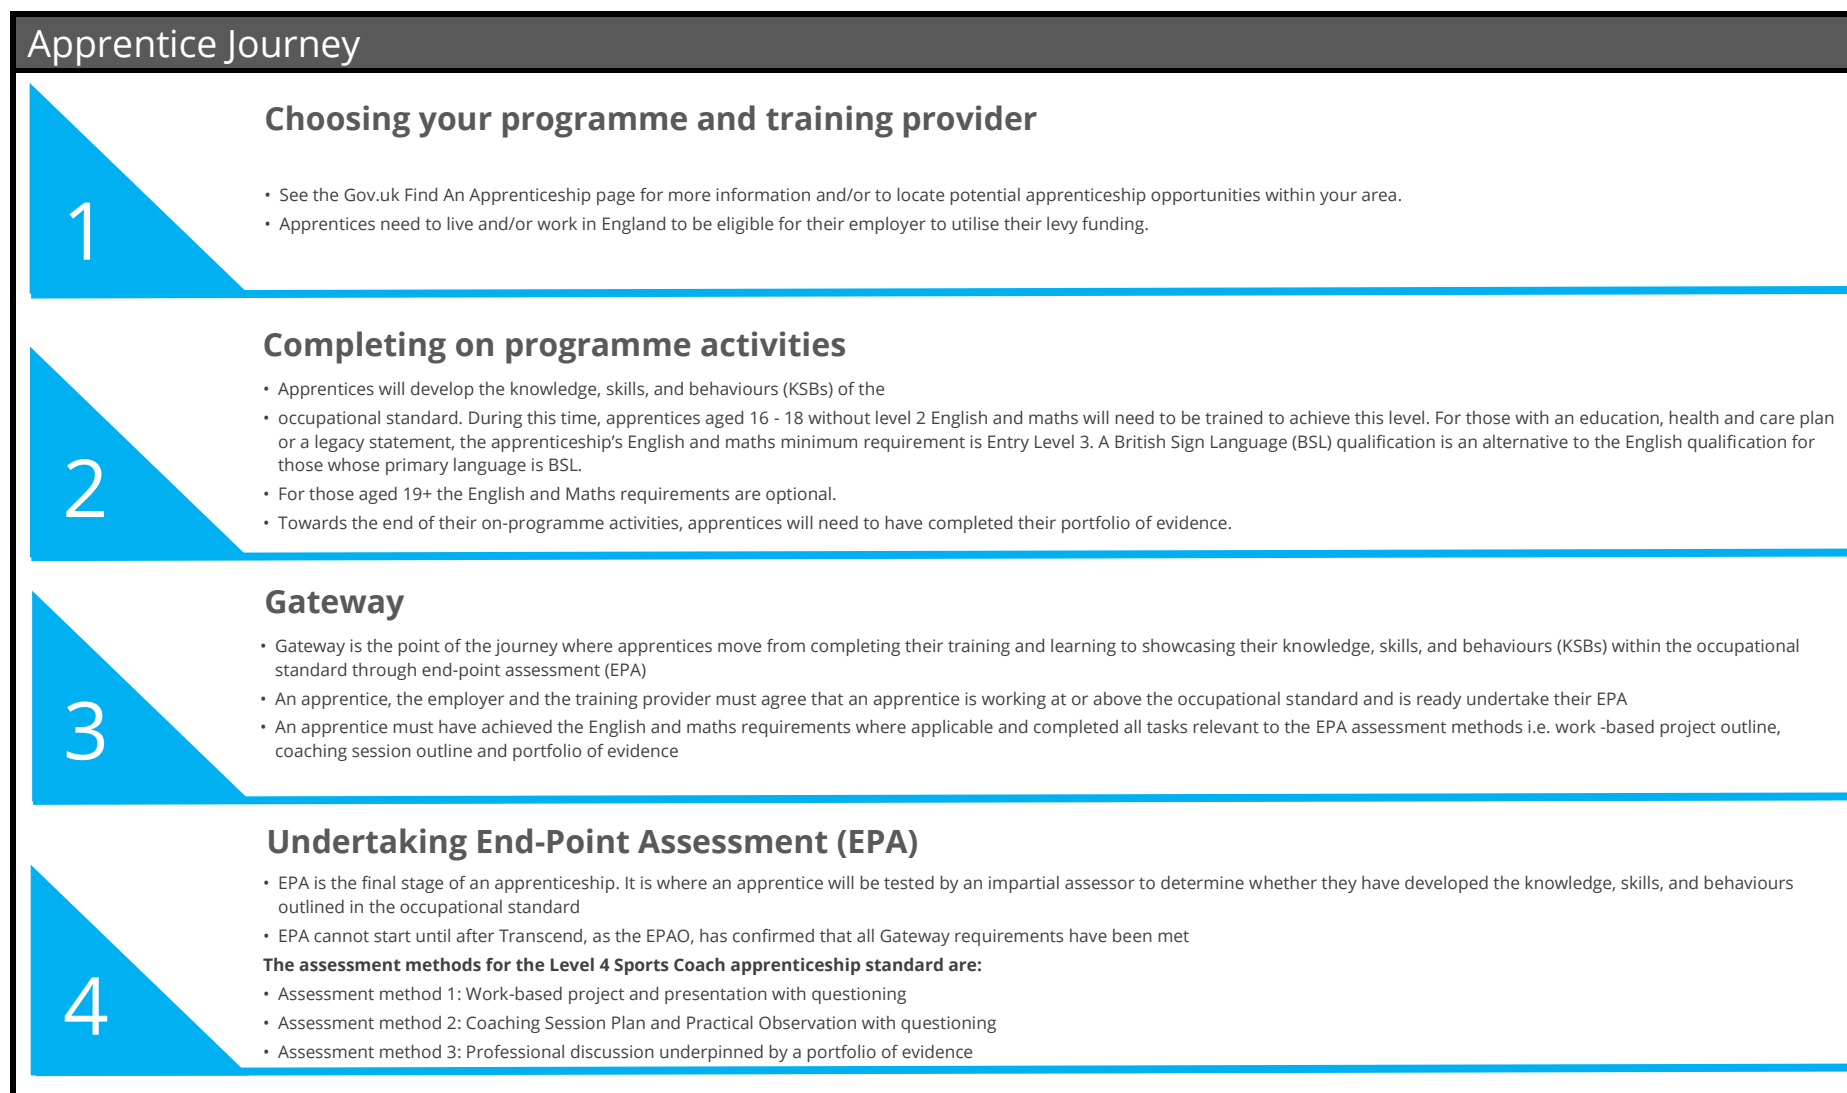 Apprentice Journey
1
Choosing your programme and training provider
• See the Gov.uk Find An Apprenticeship page for more information and/or to locate potential apprenticeship opportunities within your area.
• Apprentices need to live and/or work in England to be eligible for their employer to utilise their levy funding.
2
Completing on programme activities
• Apprentices will develop the knowledge, skills, and behaviours (KSBs) of the
• occupational standard. During this time, apprentices aged 16 - 18 without level 2 English and maths will need to be trained to achieve this level. For those with an education, health and care plan
or a legacy statement, the apprenticeship's English and maths minimum requirement is Entry Level 3. A British Sign Language (BSL) qualification is an alternative to the English qualification for
those whose primary language is BSL.
• For those aged 19+ the English and Maths requirements are optional.
• Towards the end of their on-programme activities, apprentices will need to have completed their portfolio of evidence.
3
Gateway
• Gateway is the point of the journey where apprentices move from completing their training and learning to showcasing their knowledge, skills, and behaviours (KSBs) within the occupational
standard through end-point assessment (EPA)
• An apprentice, the employer and the training provider must agree that an apprentice is working at or above the occupational standard and is ready undertake their EPA
• An apprentice must have achieved the English and maths requirements where applicable and completed all tasks relevant to the EPA assessment methods i.e. work -based project outline,
coaching session outline and portfolio of evidence
4
Undertaking End-Point Assessment (EPA)
• EPA is the final stage of an apprenticeship. It is where an apprentice will be tested by an impartial assessor to determine whether they have developed the knowledge, skills, and behaviours
outlined in the occupational standard
• EPA cannot start until after Transcend, as the EPAO, has confirmed that all Gateway requirements have been met
The assessment methods for the Level 4 Sports Coach apprenticeship standard are:
• Assessment method 1: Work-based project and presentation with questioning
• Assessment method 2: Coaching Session Plan and Practical Observation with questioning
• Assessment method 3: Professional discussion underpinned by a portfolio of evidence